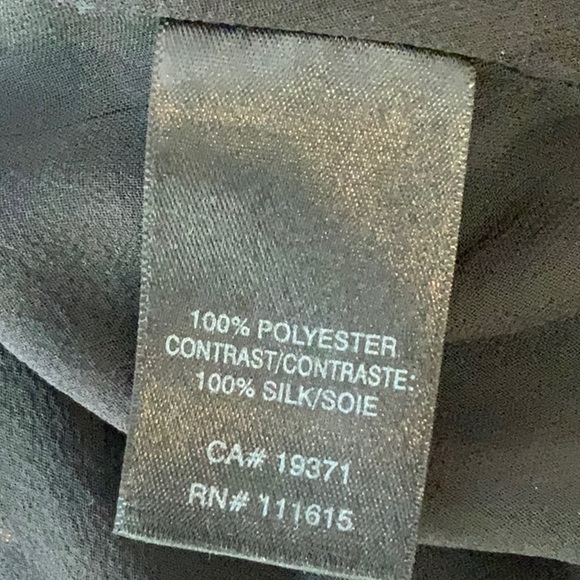 100% POLYESTER
CONTRAST/CONTRASTE:
100% SILK/SOIE
CA# 19371
RN# 111615